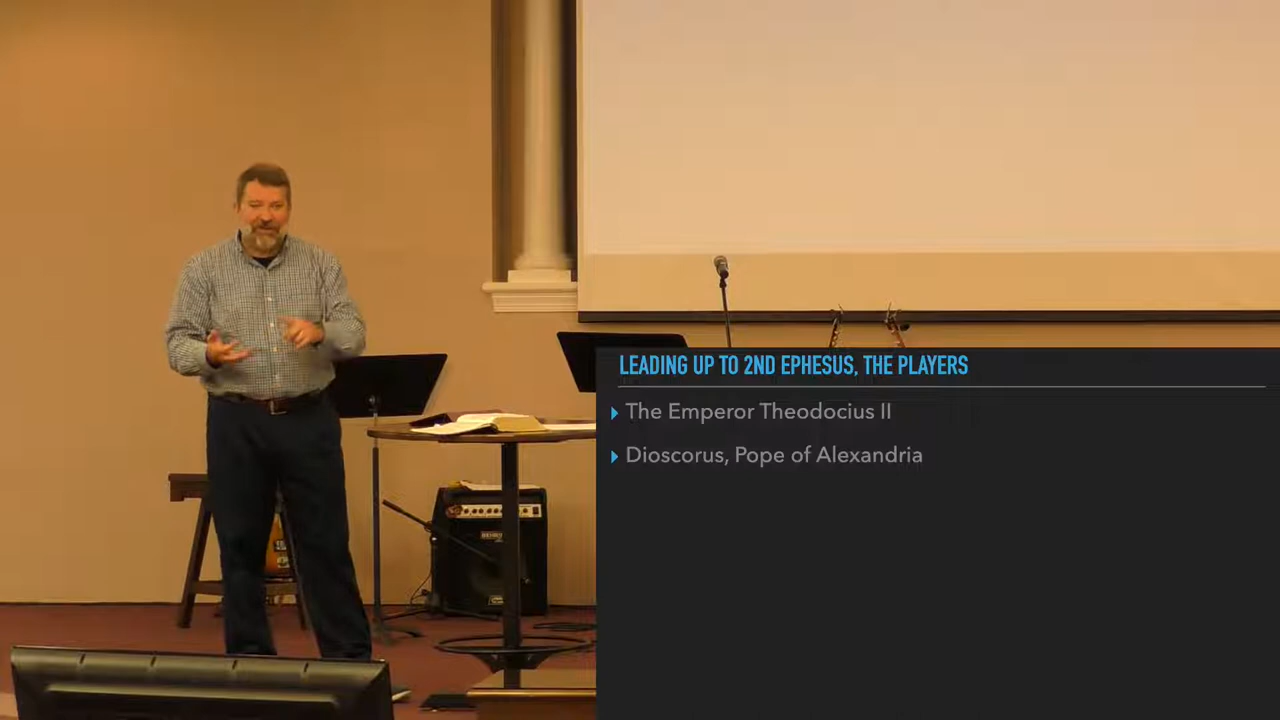 LEADING UP TO 2ND EPHESUS, THE PLAYERS
The Emperor Theodocius II
Dioscorus, Pope of Alexandria